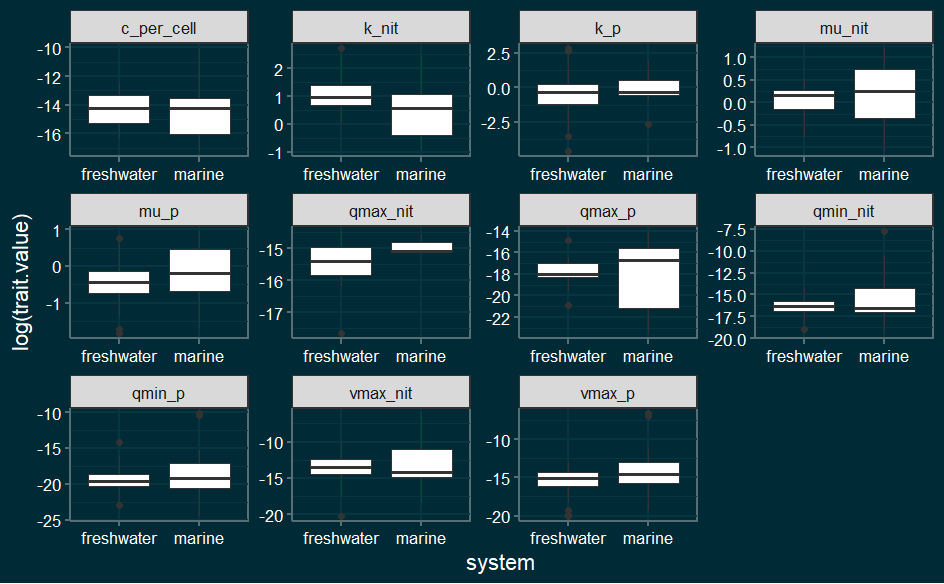 c_per_cell k_nit k_p mu_nit
-10 -12 -14 -16
2 1 0 -1
2.5 0.0 -2.5
1.0 0.5 0.0 -0.5 -1.0
freshwater marine freshwater marine freshwater marine freshwater marine
mu_p qmax_nit qmax_p qmin_nit
1 0 -1
-15 -16 -17
-14 -16 -18 -20 -22
-7.5 -10.0 -12.5 -15.0 -17.5 -20.0
freshwater marine freshwater marine freshwater marine freshwater marine
qmin_p vmax_nit vmax_p
-10 -15 -20 -25
-10 -15 -20
-10 -15 -20
freshwater marine freshwater marine freshwater marine
log(trait.value)
system